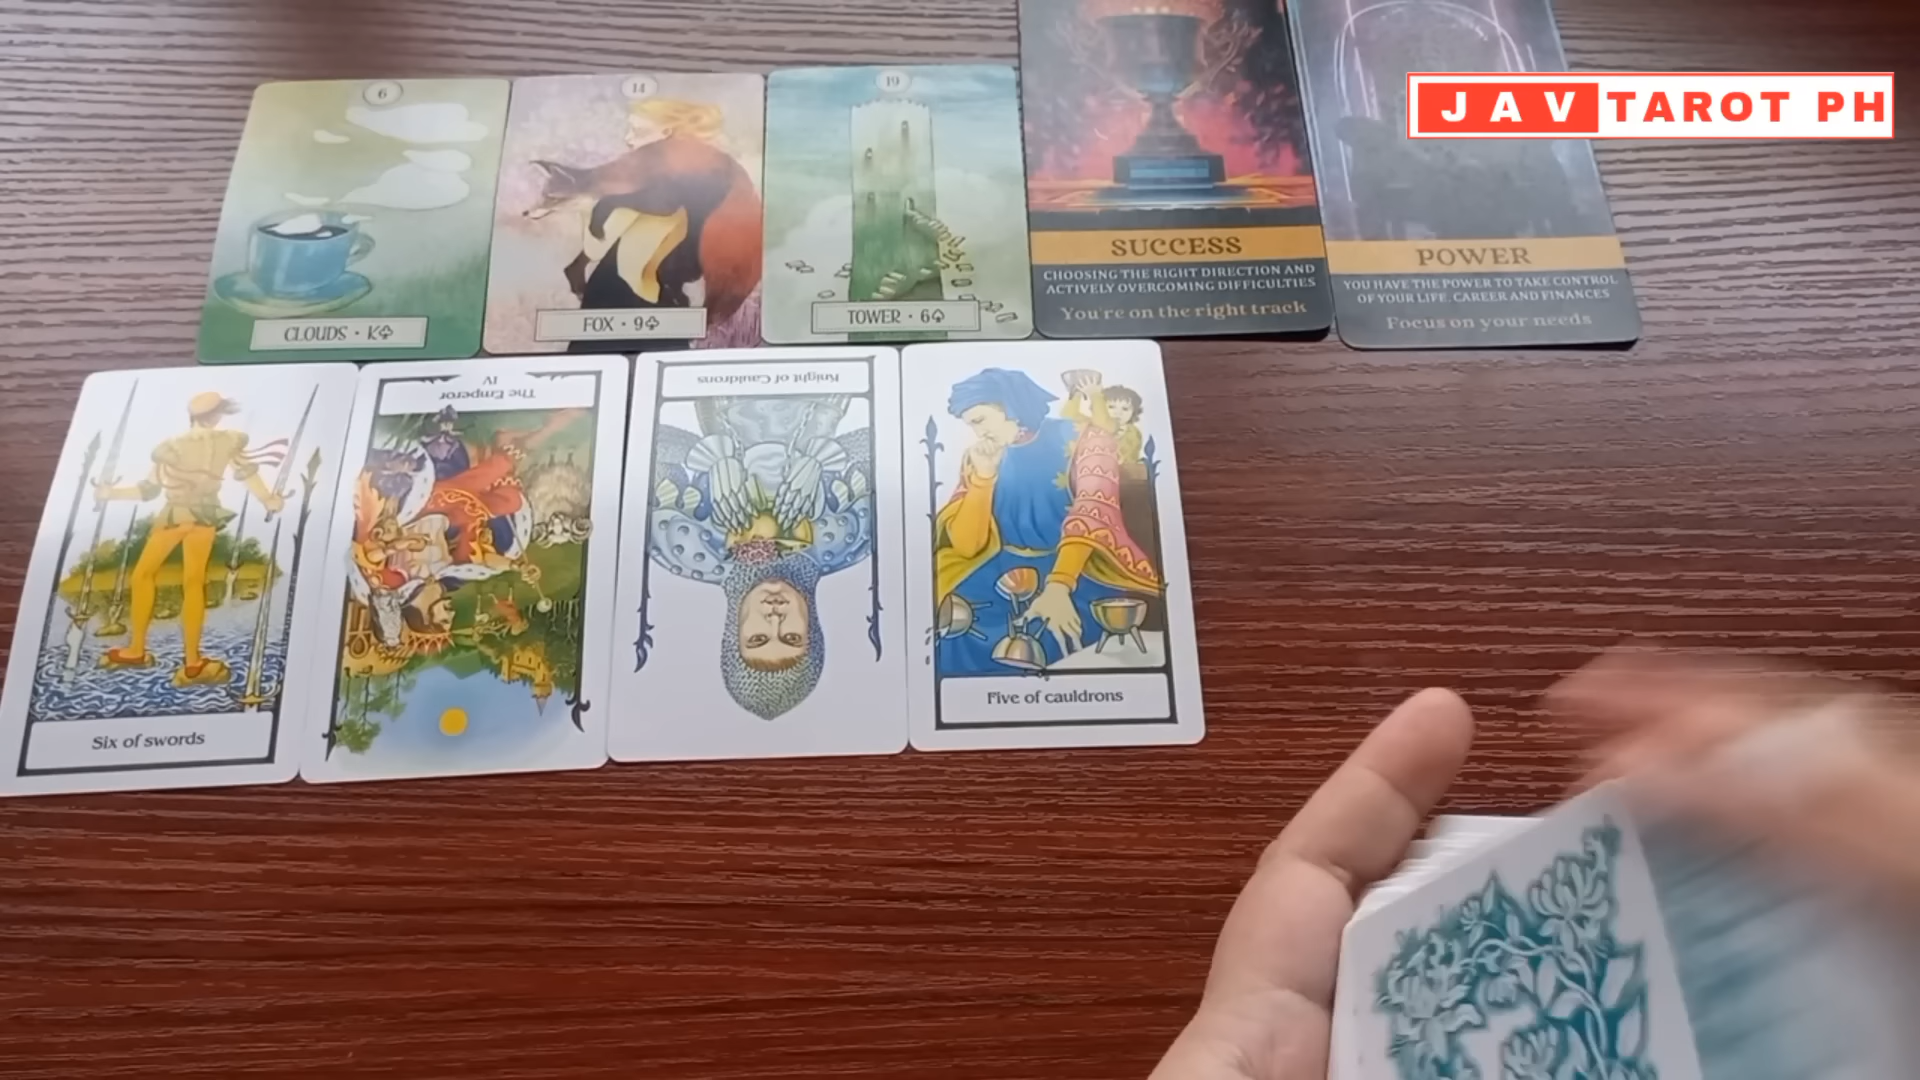 JAV TAROT PH
6
14
19
CLOUDS • K♣
FOX • 9♣
TOWER • 6♠
SUCCESS
CHOOSING THE RIGHT DIRECTION AND
ACTIVELY OVERCOMING DIFFICULTIES
You're on the right track
POWER
YOU HAVE THE POWER TO TAKE CONTROL
OF YOUR LIFE, CAREER AND FINANCES
Focus on your needs
Six of swords
The Emperor
IV
Knight of Cauldrons
Five of cauldrons